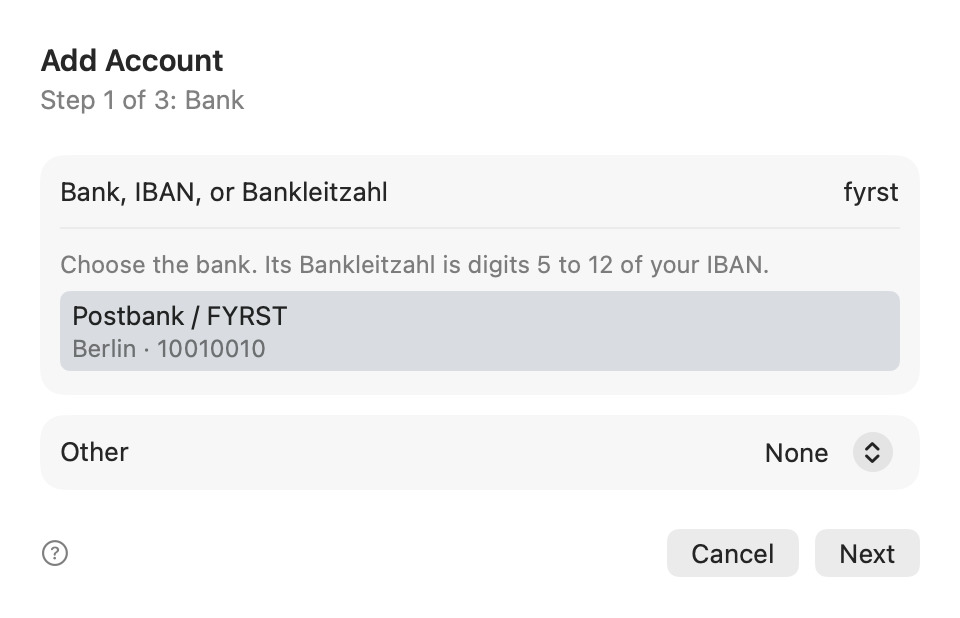 Add Account
Step 1 of 3: Bank
Bank, IBAN, or Bankleitzahl fyrst
Choose the bank. Its Bankleitzahl is digits 5 to 12 of your IBAN.
Postbank / FYRST
Berlin · 10010010
Other None
? Cancel Next